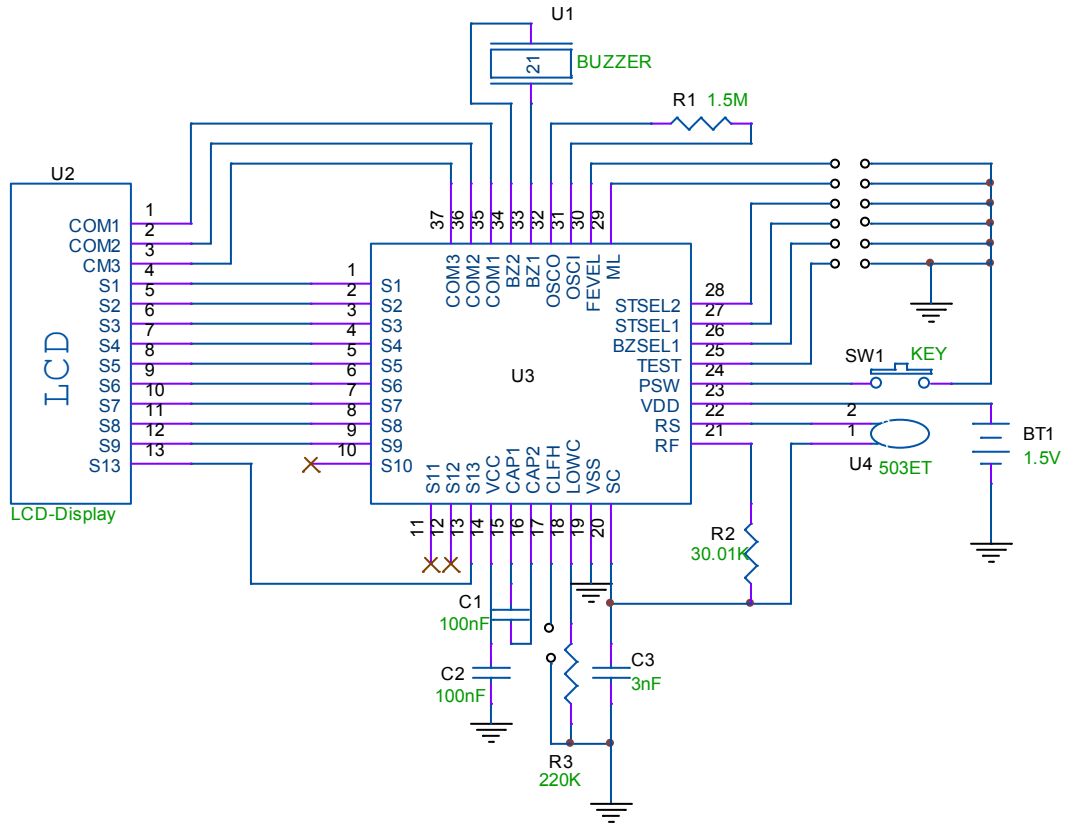 U1
21
BUZZER
R1 1.5M
U2
LCD
COM1 1
COM2 2
CM3 3
S1 4
S2 5
S3 6
S4 7
S5 8
S6 9
S7 10
S8 11
S9 12
S13 13
LCD-Display
37 36 35 34 33 32 31 30 29
COM3 COM2 COM1 BZ2 BZ1 OSCO OSCI FEVEL ML
U3
1 S1
2 S2
3 S3
4 S4
5 S5
6 S6
7 S7
8 S8
9 S9
10 S10
STSEL2 28
STSEL1 27
BZSEL1 26
TEST 25
PSW 24
VDD 23
RS 22
RF 21
S11 S12 S13 VCC CAP1 CAP2 CLFH LOWC VSS SC
11 12 13 14 15 16 17 18 19 20
SW1 KEY
2
1
U4 503ET
BT1
1.5V
R2
30.01K
C1
100nF
C2
100nF
C3
3nF
R3
220K